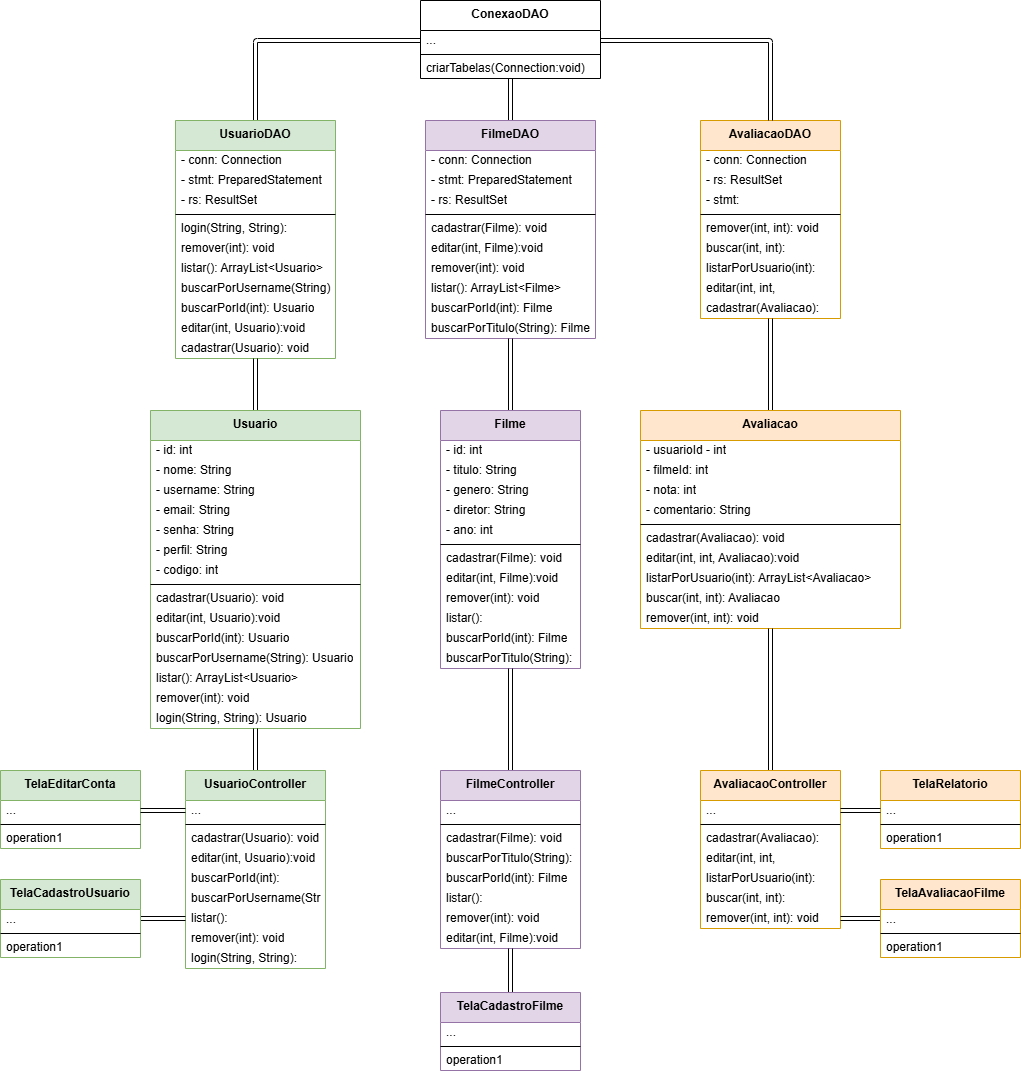 ConexaoDAO
...
criarTabelas(Connection:void)
UsuarioDAO
- conn: Connection
- stmt: PreparedStatement
- rs: ResultSet
login(String, String):
remover(int): void
listar(): ArrayList<Usuario>
buscarPorUsername(String)
buscarPorId(int): Usuario
editar(int, Usuario):void
cadastrar(Usuario): void
FilmeDAO
- conn: Connection
- stmt: PreparedStatement
- rs: ResultSet
cadastrar(Filme): void
editar(int, Filme):void
remover(int): void
listar(): ArrayList<Filme>
buscarPorId(int): Filme
buscarPorTitulo(String): Filme
AvaliacaoDAO
- conn: Connection
- rs: ResultSet
- stmt:
remover(int, int): void
buscar(int, int):
listarPorUsuario(int):
editar(int, int,
cadastrar(Avaliacao):
Usuario
- id: int
- nome: String
- username: String
- email: String
- senha: String
- perfil: String
- codigo: int
cadastrar(Usuario): void
editar(int, Usuario):void
buscarPorId(int): Usuario
buscarPorUsername(String): Usuario
listar(): ArrayList<Usuario>
remover(int): void
login(String, String): Usuario
Filme
- id: int
- titulo: String
- genero: String
- diretor: String
- ano: int
cadastrar(Filme): void
editar(int, Filme):void
remover(int): void
listar():
buscarPorId(int): Filme
buscarPorTitulo(String):
Avaliacao
- usuarioId - int
- filmeId: int
- nota: int
- comentario: String
cadastrar(Avaliacao): void
editar(int, int, Avaliacao):void
listarPorUsuario(int): ArrayList<Avaliacao>
buscar(int, int): Avaliacao
remover(int, int): void
TelaEditarConta
...
operation1
TelaCadastroUsuario
...
operation1
UsuarioController
...
cadastrar(Usuario): void
editar(int, Usuario):void
buscarPorId(int):
buscarPorUsername(Str
listar():
remover(int): void
login(String, String):
FilmeController
...
cadastrar(Filme): void
buscarPorTitulo(String):
buscarPorId(int): Filme
listar():
remover(int): void
editar(int, Filme):void
AvaliacaoController
...
cadastrar(Avaliacao):
editar(int, int,
listarPorUsuario(int):
buscar(int, int):
remover(int, int): void
TelaRelatorio
...
operation1
TelaAvaliacaoFilme
...
operation1
TelaCadastroFilme
...
operation1